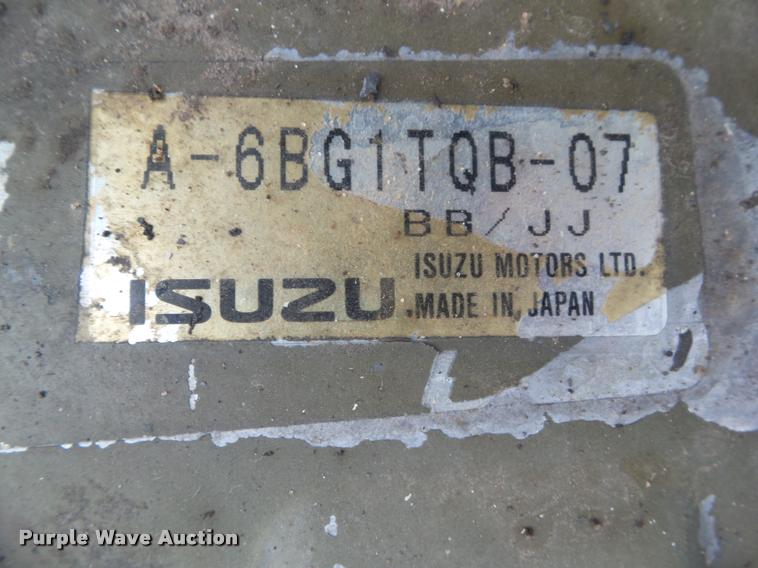 A-6BG1TQB-07
BB/JJ
ISUZU MOTORS LTD.
ISUZU MADE IN JAPAN
Purple Wave Auction